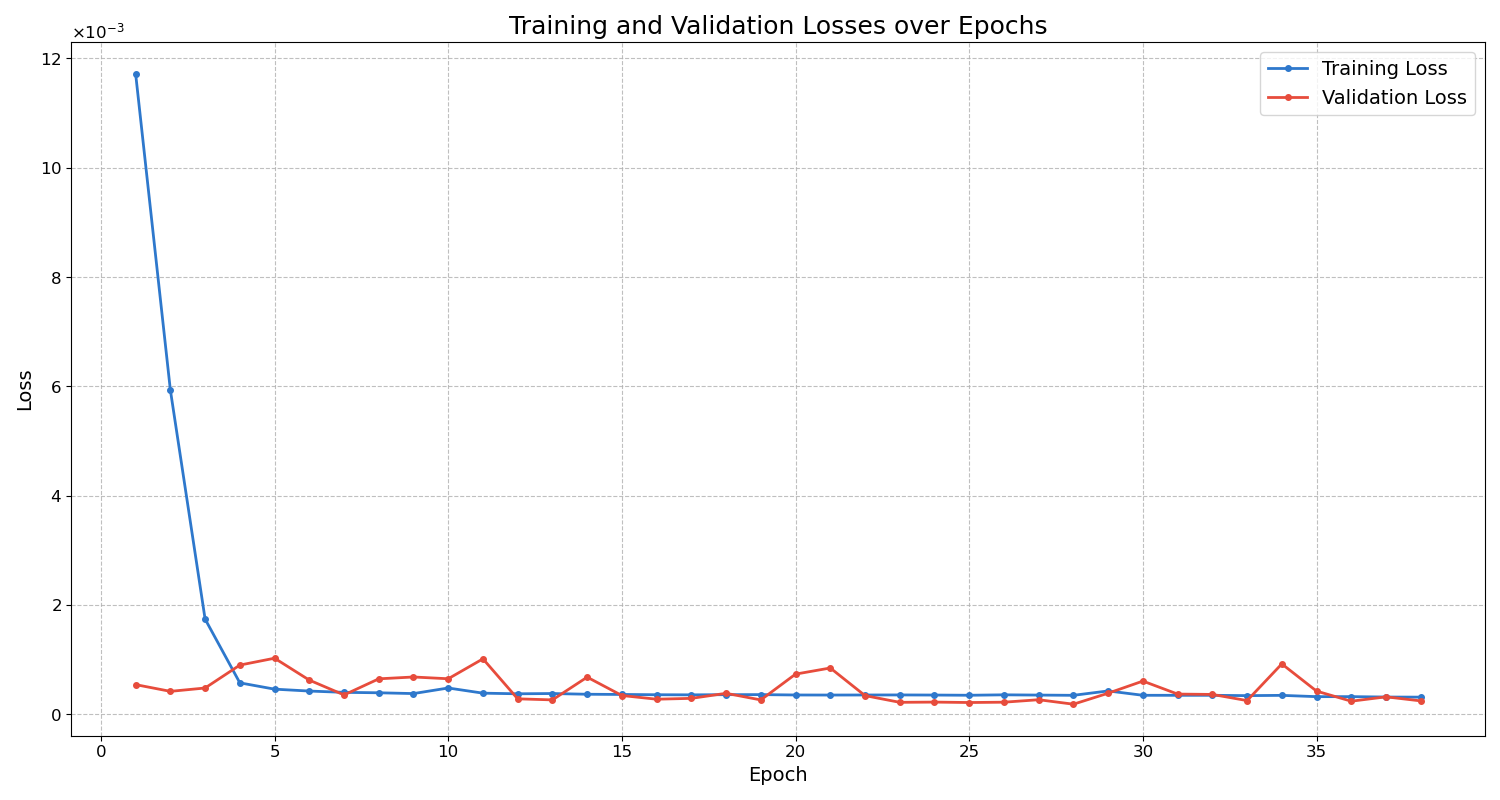 Training and Validation Losses over Epochs
×10⁻³
12
10
8
6
4
2
0
Loss
Training Loss
Validation Loss
0 5 10 15 20 25 30 35
Epoch